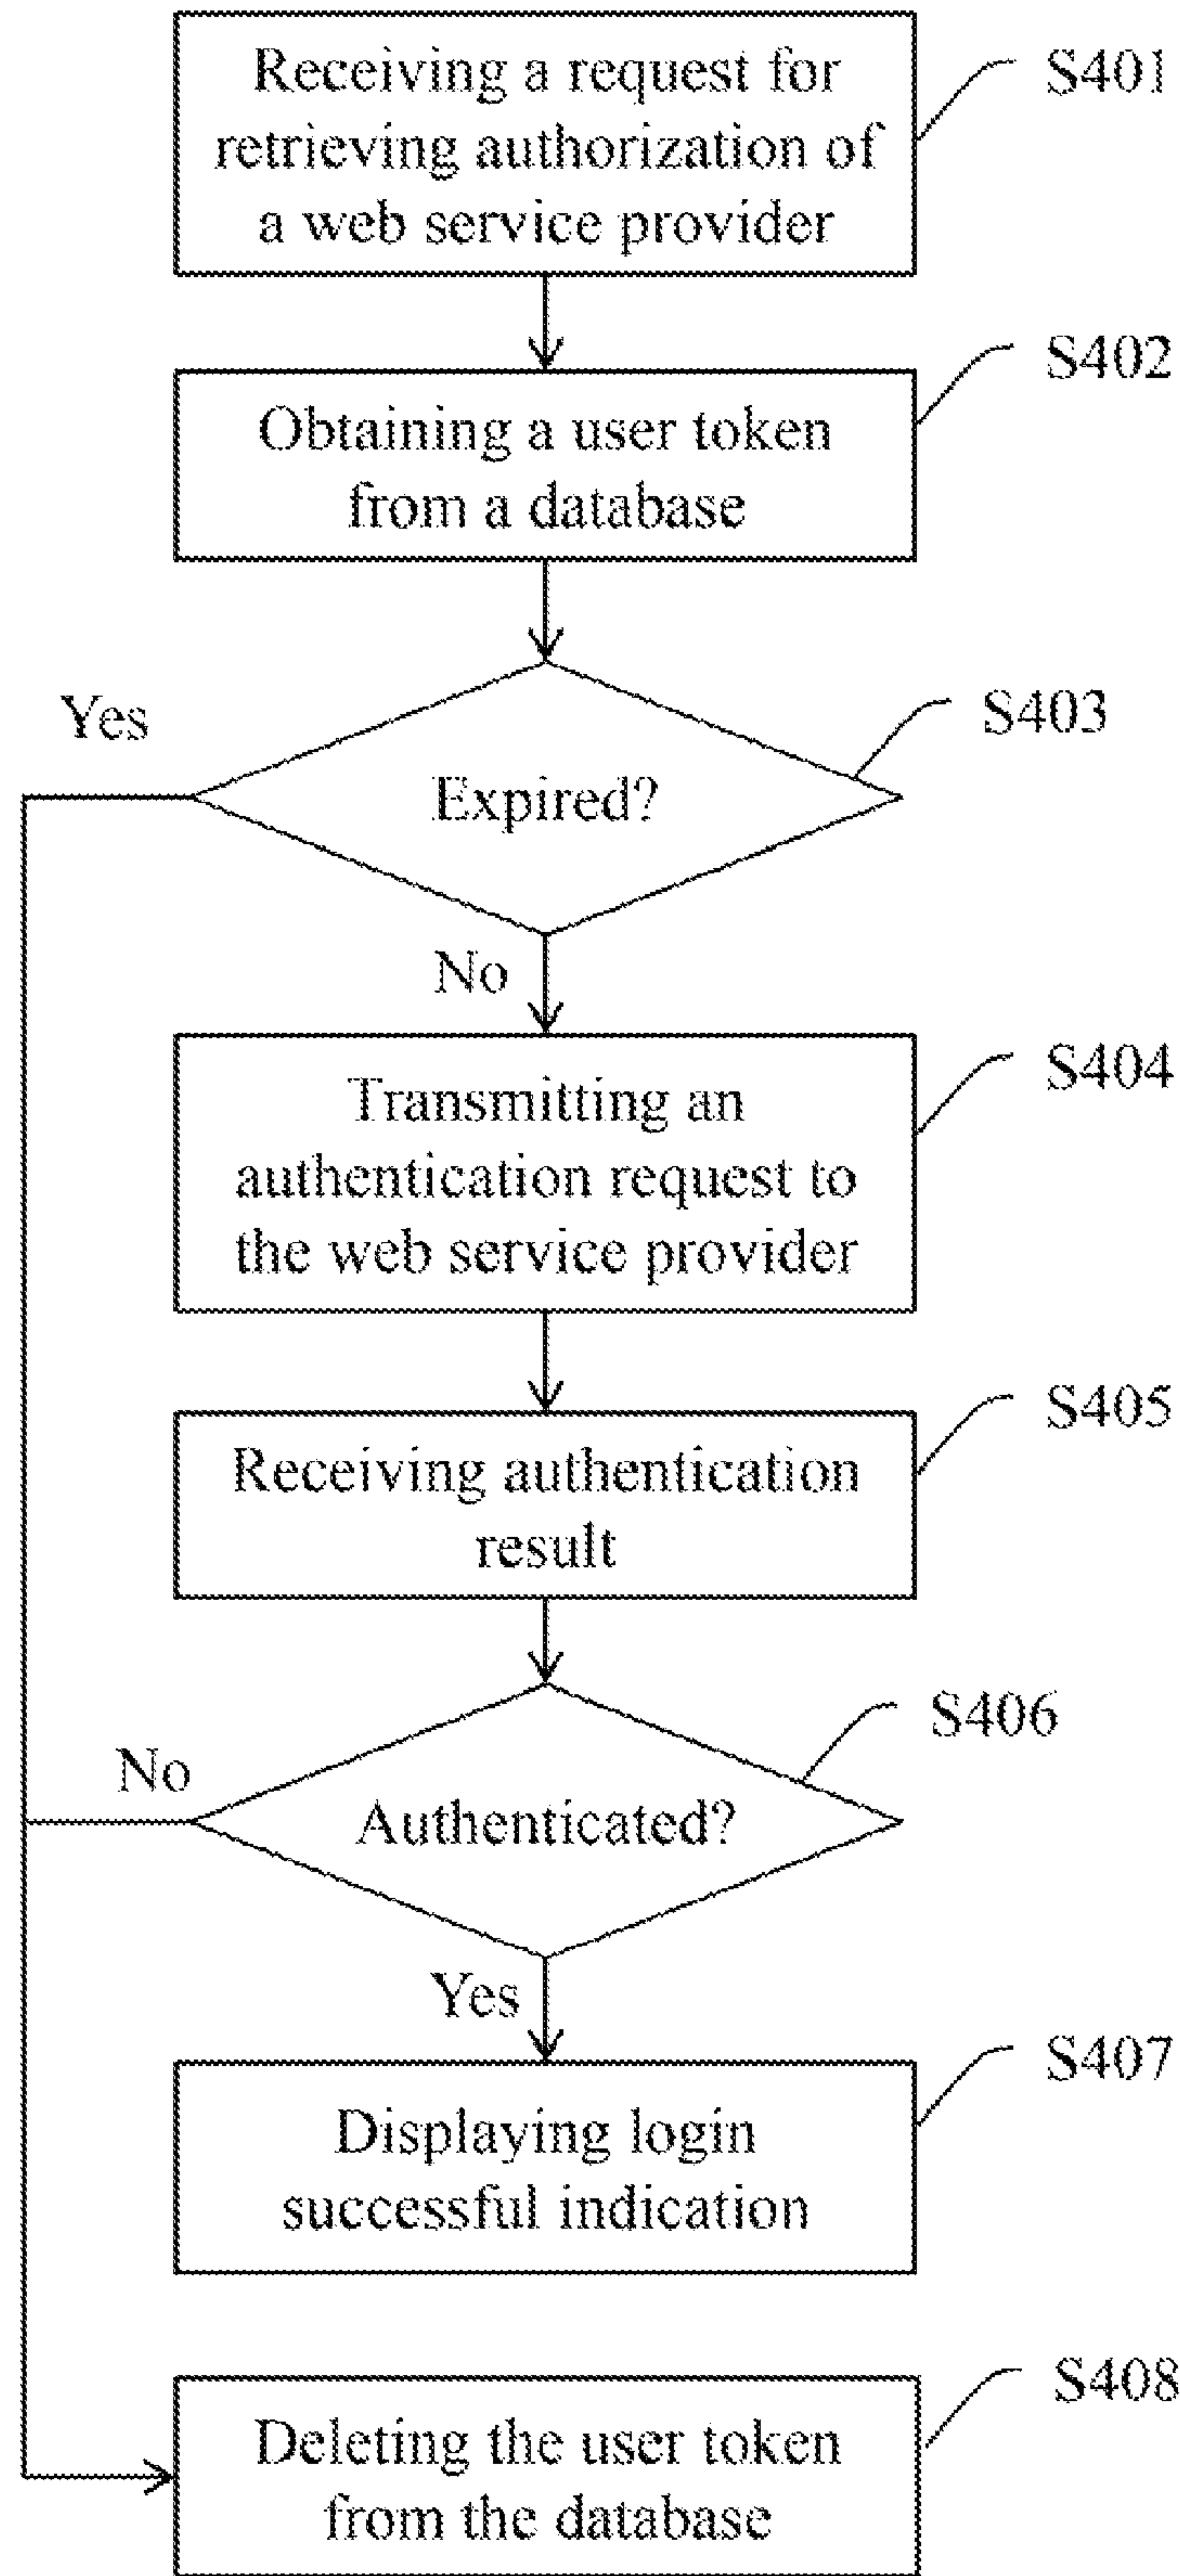 Receiving a request for
retrieving authorization of
a web service provider
S401
Obtaining a user token
from a database
S402
Expired?
S403
Yes
No
Transmitting an
authentication request to
the web service provider
S404
Receiving authentication
result
S405
Authenticated?
S406
No
Yes
Displaying login
successful indication
S407
Deleting the user token
from the database
S408